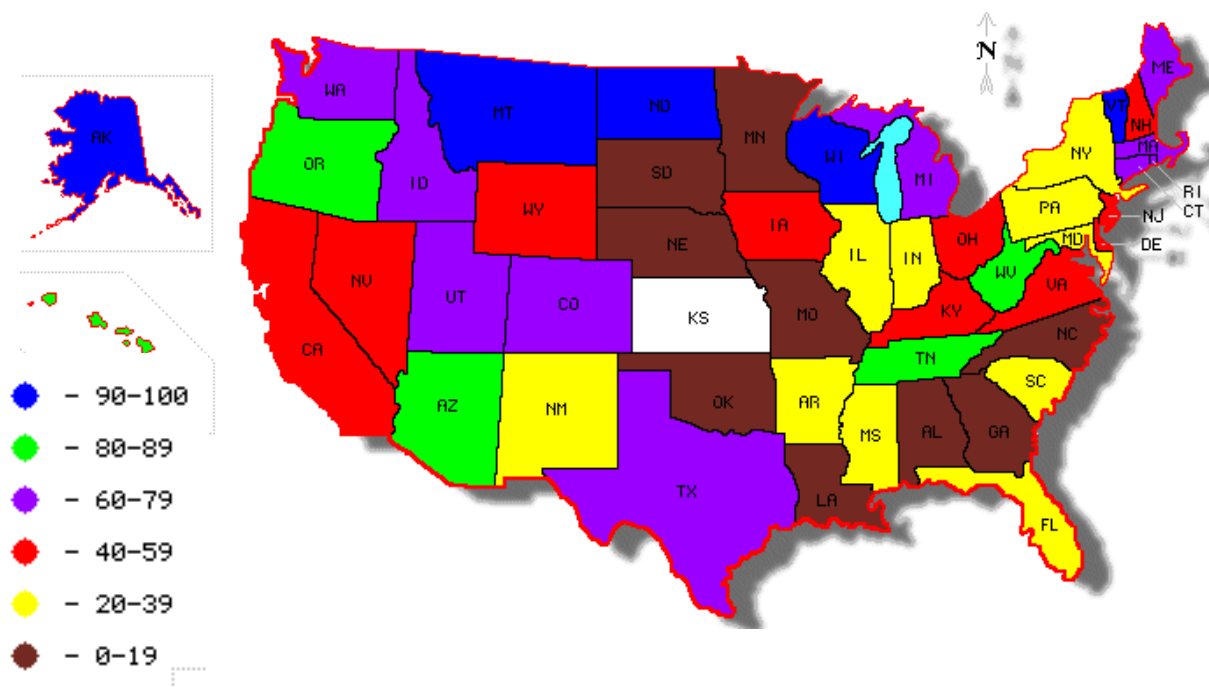 N
ME
WA
MT
ND
VT
AK
MN
NH
MA
OR
WI
NY
SD
MI
ID
RI
WY
PA
CT
NJ
IA
NE
OH
MD
DE
IL
IN
NV
WV
UT
CO
VA
KS
MO
KY
CA
NC
TN
SC
- 90-100
OK
AR
AZ
NM
MS
AL
GA
- 80-89
TX
LA
- 60-79
FL
- 40-59
- 20-39
- 0-19